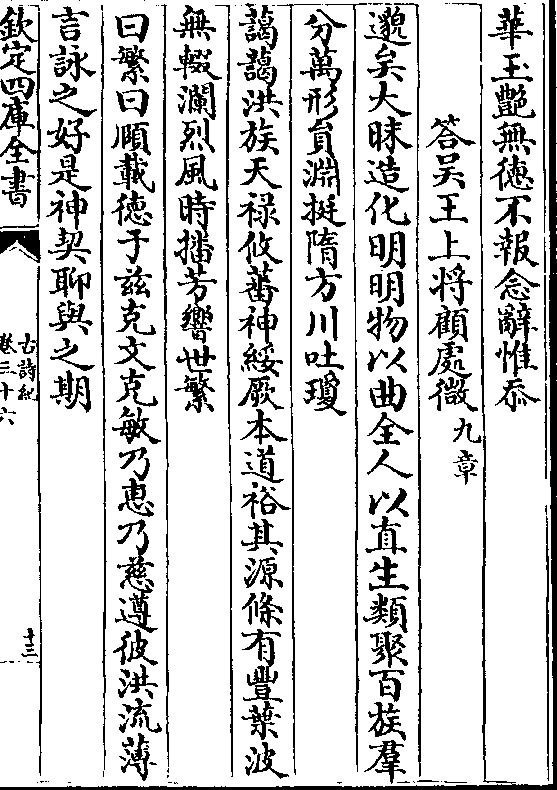 華玉艷無德不報念辭惟忝
答吴王上将顧處微九章
邈矣大昧造化明明物以曲全人以直生類聚百族羣
分萬形貟淵挺隋方川吐瓊
藹藹洪族天禄攸蕃神綏厥本道裕其源條有豐葉波
無輟瀾烈風時播芳響世繁
曰繁曰順載德于兹克文克敏乃惠乃慈遵彼洪流薄
言詠之好是神契聊與之期
欽定四庫全書
古詩紀
卷三十六
十三